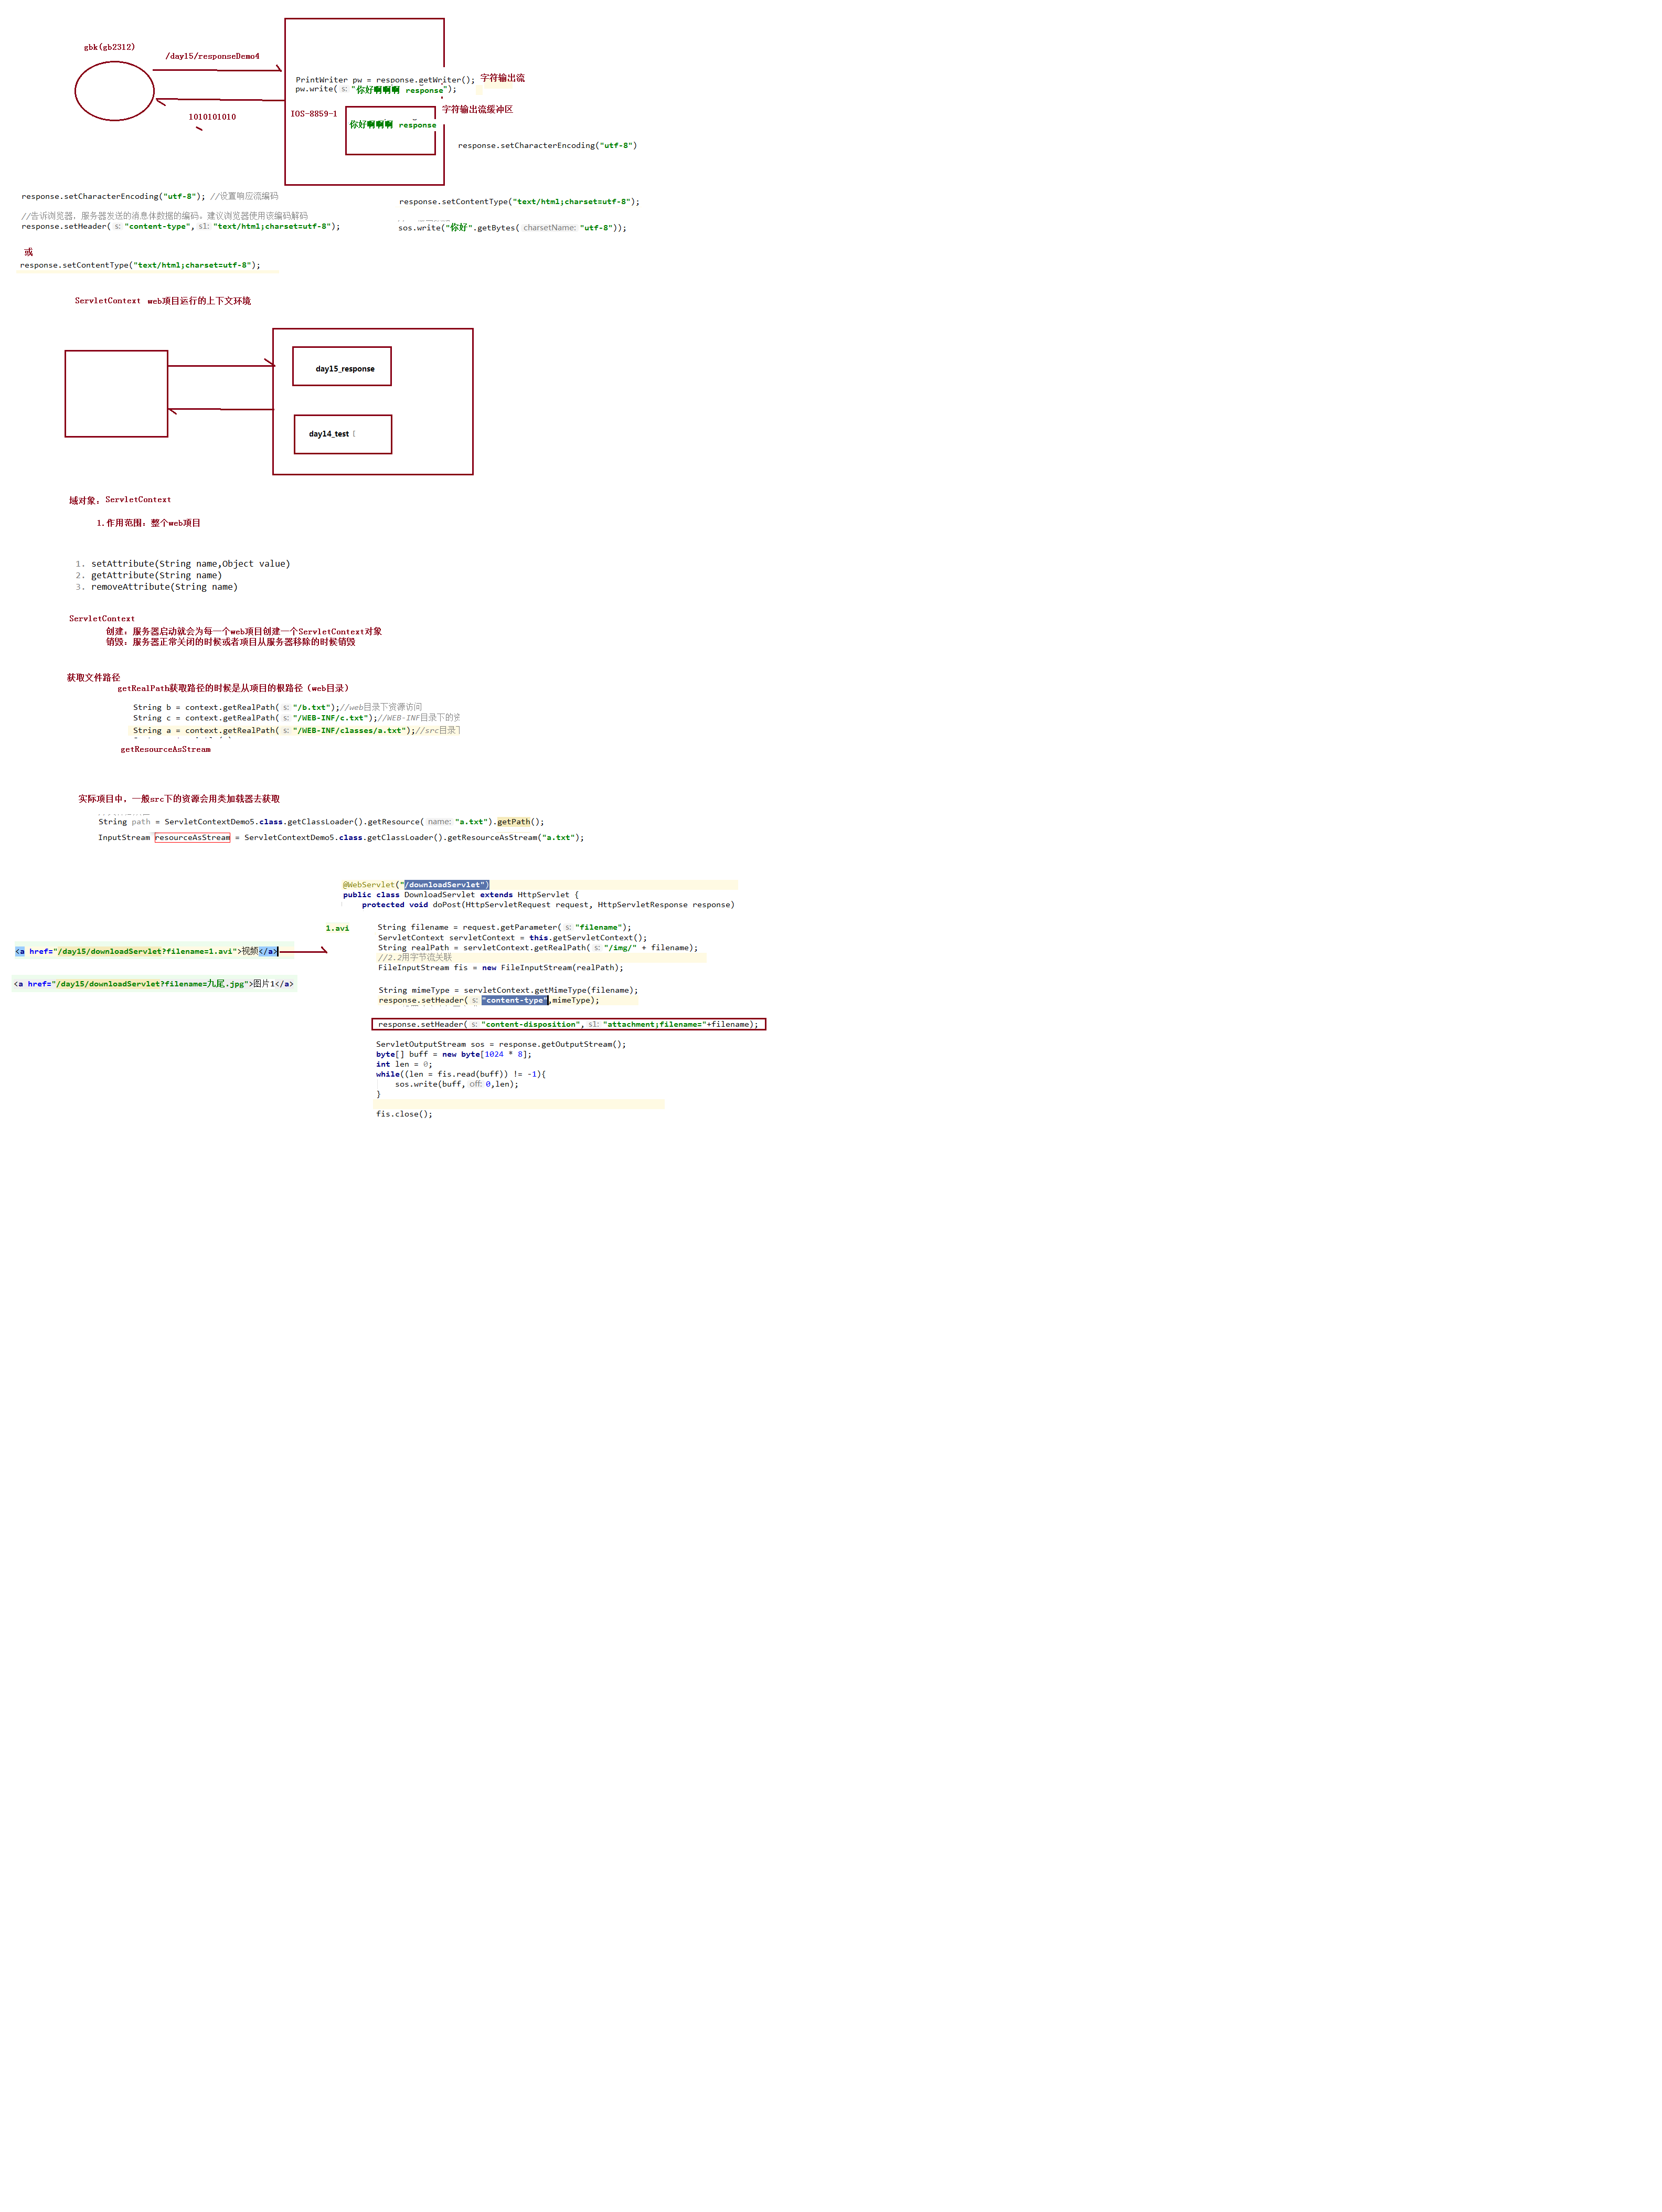 gbk(gb2312)
/day15/responseDemo4
PrintWriter pw = response.getWriter();
字符输出流
pw.write( s: "你好啊啊啊 response");
字符输出流缓冲区
1010101010
IOS-8859-1
你好啊啊啊 response
response.setCharacterEncoding("utf-8")
response.setCharacterEncoding("utf-8"); //设置响应流编码
//告诉浏览器，服务器发送的消息体数据的编码。建议浏览器使用该编码解码
response.setHeader( s: "content-type", s1: "text/html;charset=utf-8");
或
response.setContentType("text/html;charset=utf-8");
response.setContentType("text/html;charset=utf-8");
sos.write("你好".getBytes( charsetName: "utf-8"));
ServletContext web项目运行的上下文环境
day15_response
day14_test [
域对象：ServletContext
1.作用范围：整个web项目
1. setAttribute(String name,Object value)
2. getAttribute(String name)
3. removeAttribute(String name)
ServletContext
创建：服务器启动就会为每一个web项目创建一个ServletContext对象
销毁：服务器正常关闭的时候或者项目从服务器移除的时候销毁
获取文件路径
getRealPath获取路径的时候是从项目的根路径（web目录）
String b = context.getRealPath( s: "/b.txt");//web目录下资源访问
String c = context.getRealPath( s: "/WEB-INF/c.txt");//WEB-INF目录下的
String a = context.getRealPath( s: "/WEB-INF/classes/a.txt");//src目录
getResourceAsStream
实际项目中，一般src下的资源会用类加载器去获取
String path = ServletContextDemo5.class.getClassLoader().getResource( name: "a.txt").getPath();
InputStream resourceAsStream = ServletContextDemo5.class.getClassLoader().getResourceAsStream("a.txt");
@WebServlet("/downloadServlet")
public class DownloadServlet extends HttpServlet {
protected void doPost(HttpServletRequest request, HttpServletResponse response)
1.avi
String filename = request.getParameter( s: "filename");
ServletContext servletContext = this.getServletContext();
String realPath = servletContext.getRealPath( s: "/img/" + filename);
//2.2用字节流关联
FileInputStream fis = new FileInputStream(realPath);
<a href="/day15/downloadServlet?filename=1.avi">视频</a>
<a href="/day15/downloadServlet?filename=九尾.jpg">图片1</a>
String mimeType = servletContext.getMimeType(filename);
response.setHeader( s: "content-type",mimeType);
response.setHeader( s: "content-disposition", s1: "attachment;filename="+filename);
ServletOutputStream sos = response.getOutputStream();
byte[] buff = new byte[1024 * 8];
int len = 0;
while((len = fis.read(buff)) != -1){
sos.write(buff, off: 0,len);
}
fis.close();